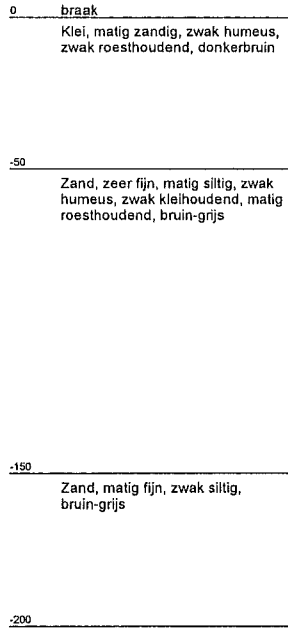 0 braak
Klei, matig zandig, zwak humeus,
zwak roesthoudend, donkerbruin
-50
Zand, zeer fijn, matig siltig, zwak
humeus, zwak kleihoudend, matig
roesthoudend, bruin-grijs
-150
Zand, matig fijn, zwak siltig,
bruin-grijs
-200